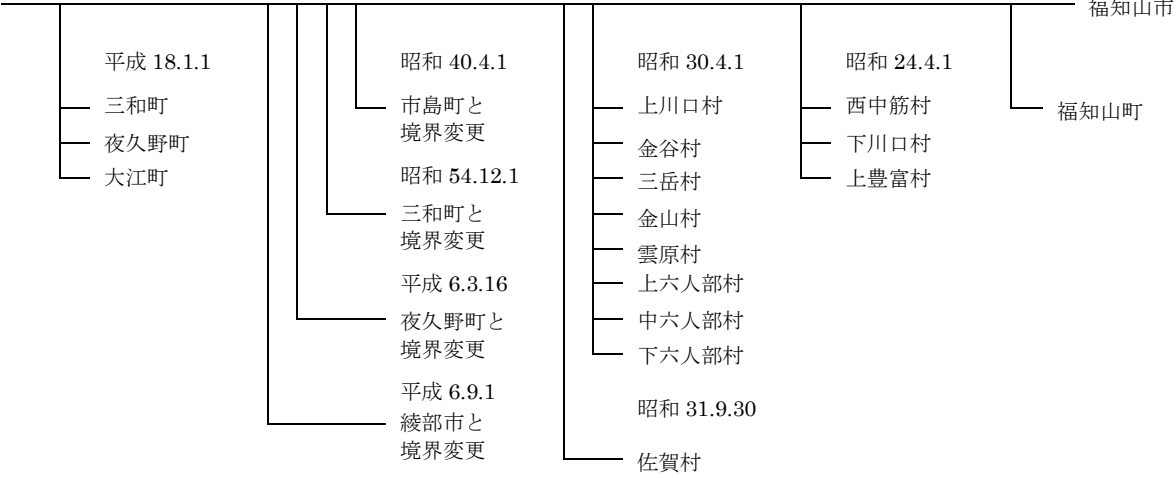 福知山市
平成 18.1.1
三和町
夜久野町
大江町
昭和 40.4.1
市島町と
境界変更
昭和 54.12.1
三和町と
境界変更
平成 6.3.16
夜久野町と
境界変更
平成 6.9.1
綾部市と
境界変更
昭和 30.4.1
上川口村
金谷村
三岳村
金山村
雲原村
上六人部村
中六人部村
下六人部村
昭和 31.9.30
佐賀村
昭和 24.4.1
西中筋村
下川口村
上豊富村
福知山町